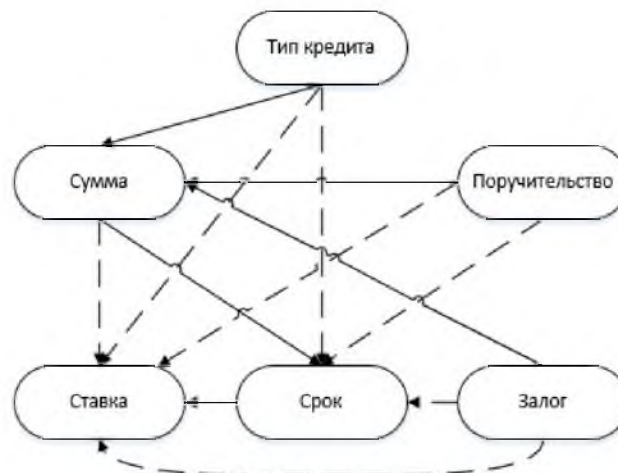 Тип кредита
Сумма
Поручительство
Ставка
Срок
Залог